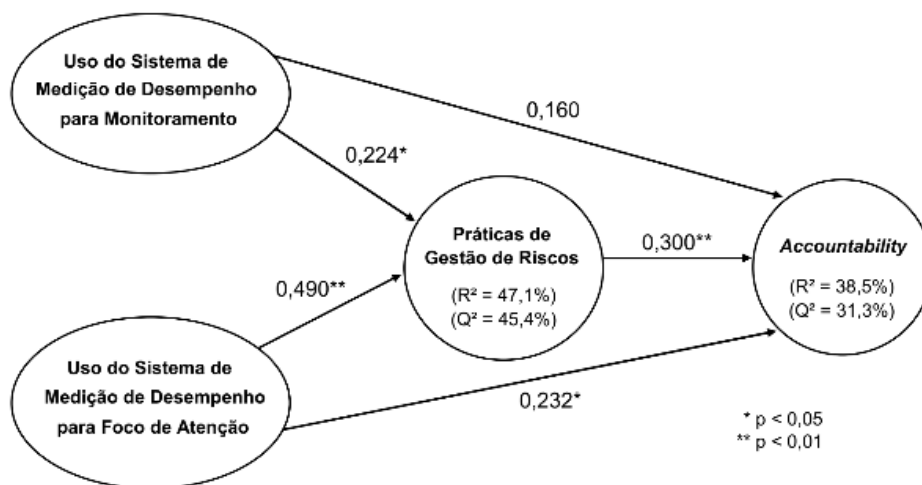 Uso do Sistema de
Medição de Desempenho
para Monitoramento
0,160
0,224*
Práticas de
Gestão de Riscos
(R² = 47,1%)
(Q² = 45,4%)
0,300**
Accountability
(R² = 38,5%)
(Q² = 31,3%)
0,490**
Uso do Sistema de
Medição de Desempenho
para Foco de Atenção
0,232*
* p < 0,05
** p < 0,01